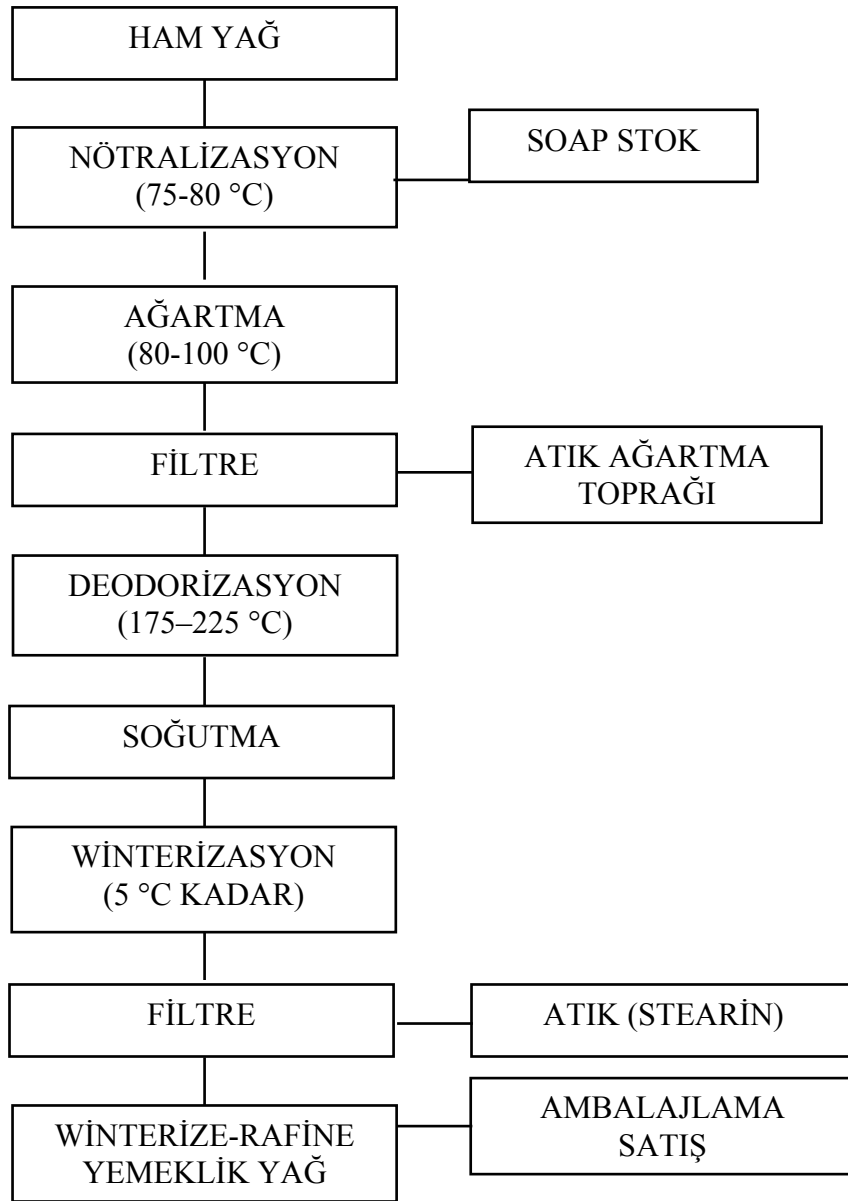 HAM YAĞ
NÖTRALİZASYON
(75-80 °C)
SOAP STOK
AĞARTMA
(80-100 °C)
FİLTRE
ATIK AĞARTMA
TOPRAĞI
DEODORİZASYON
(175–225 °C)
SOĞUTMA
WİNTERİZASYON
(5 °C KADAR)
FİLTRE
ATIK (STEARİN)
WİNTERİZE-RAFİNE
YEMEKLİK YAĞ
AMBALAJLAMA
SATIŞ